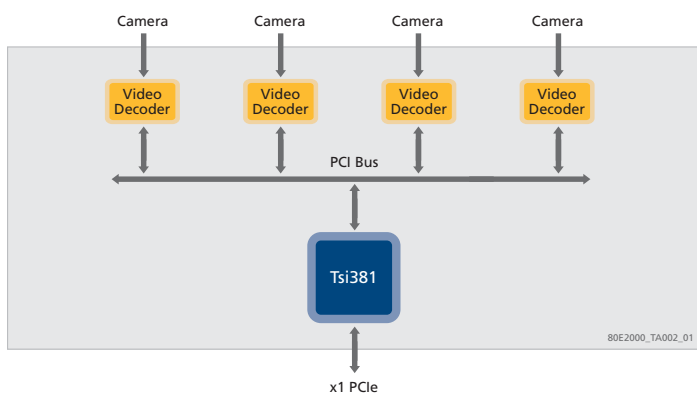 Camera Camera Camera Camera
Video Decoder Video Decoder Video Decoder Video Decoder
PCI Bus
Tsi381
80E2000_TA002_01
x1 PCIe